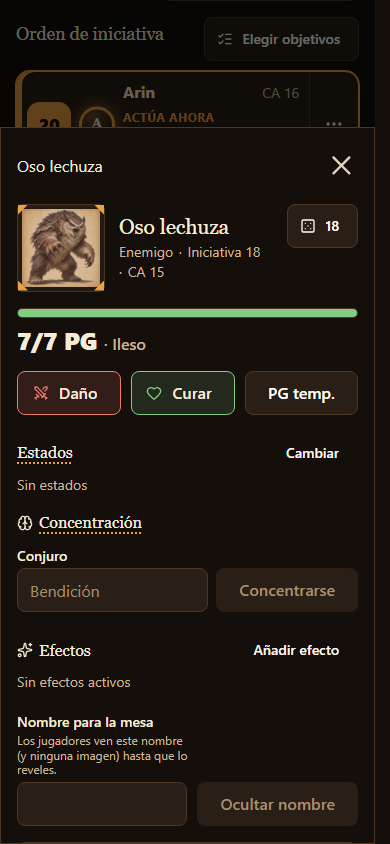 Orden de iniciativa
Elegir objetivos
Arin
CA 16
20
A
ACTÚA AHORA
Oso lechuza
Oso lechuza
18
Enemigo · Iniciativa 18
· CA 15
7/7 PG · Ileso
Daño
Curar
PG temp.
Estados
Cambiar
Sin estados
Concentración
Conjuro
Bendición
Concentrarse
Efectos
Añadir efecto
Sin efectos activos
Nombre para la mesa
Los jugadores ven este nombre
(y ninguna imagen) hasta que lo
reveles.
Ocultar nombre